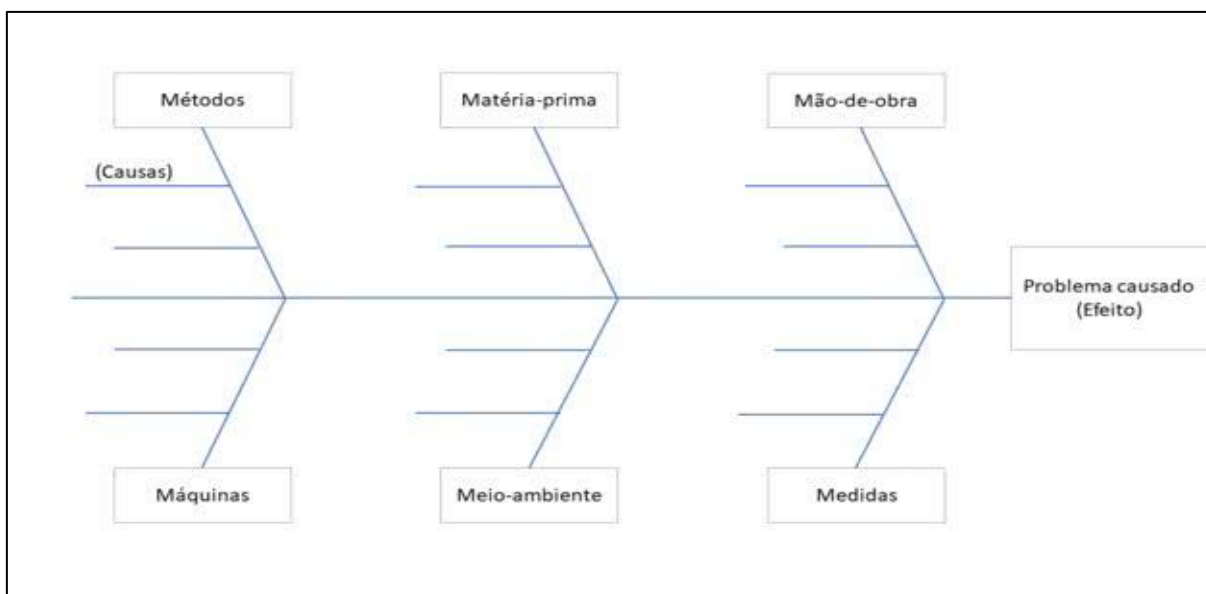 Métodos
Matéria-prima
Mão-de-obra
(Causas)
Problema causado
(Efeito)
Máquinas
Meio-ambiente
Medidas